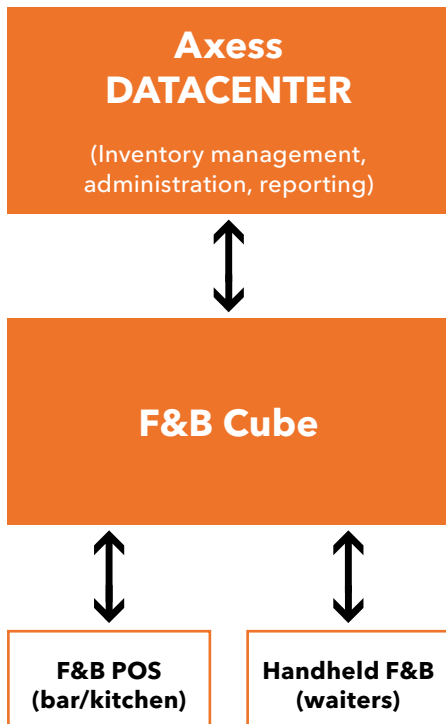 Axess
DATACENTER
(Inventory management,
administration, reporting)
F&B Cube
F&B POS
(bar/kitchen)
Handheld F&B
(waiters)